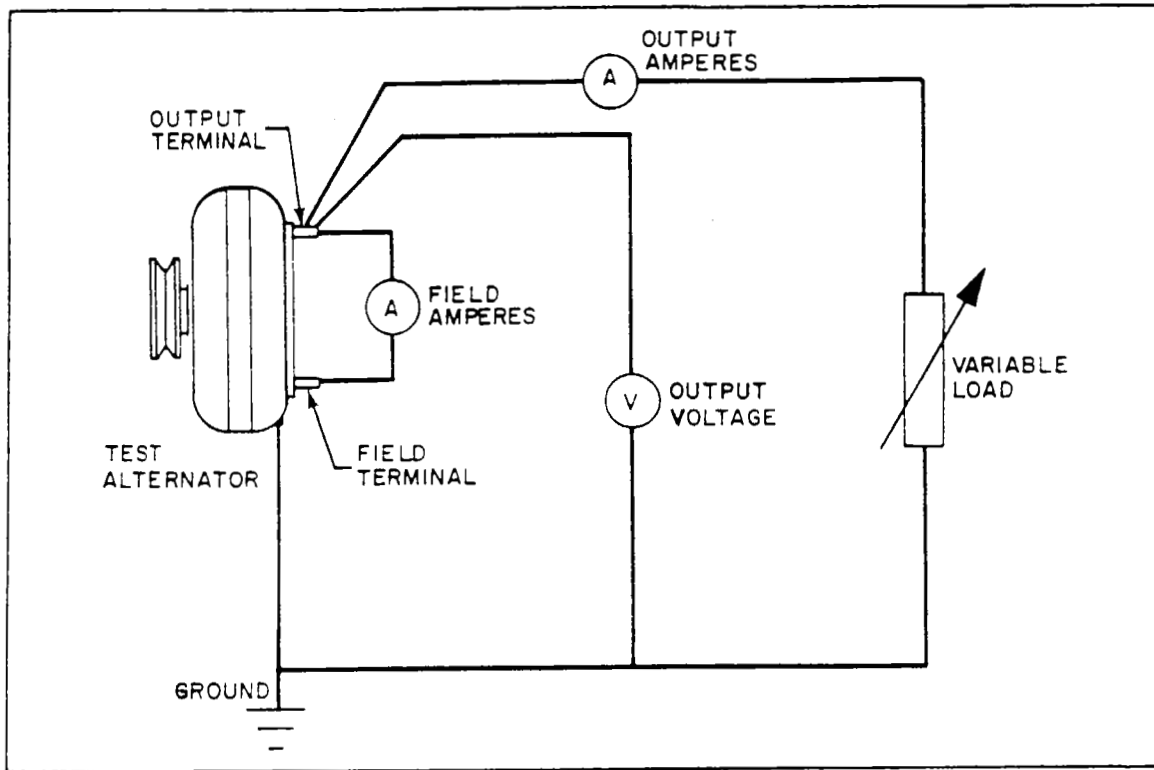 OUTPUT
AMPERES
A
OUTPUT
TERMINAL
A
FIELD
AMPERES
VARIABLE
LOAD
V
OUTPUT
VOLTAGE
TEST
ALTERNATOR
FIELD
TERMINAL
GROUND